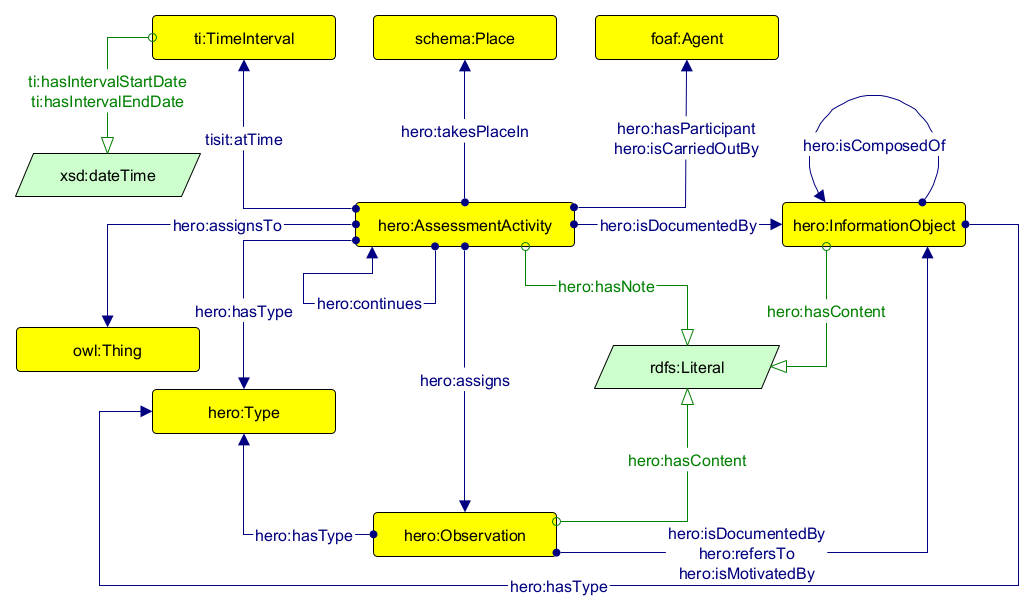 ti:TimeInterval
schema:Place
foaf:Agent
ti:hasIntervalStartDate
ti:hasIntervalEndDate
tisit:atTime
hero:takesPlaceIn
hero:hasParticipant
hero:isCarriedOutBy
hero:isComposedOf
xsd:dateTime
hero:assignsTo
hero:AssessmentActivity
hero:isDocumentedBy
hero:InformationObject
hero:continues
hero:hasNote
hero:hasType
hero:hasContent
owl:Thing
rdfs:Literal
hero:assigns
hero:Type
hero:hasContent
hero:hasType
hero:Observation
hero:isDocumentedBy
hero:refersTo
hero:isMotivatedBy
hero:hasType